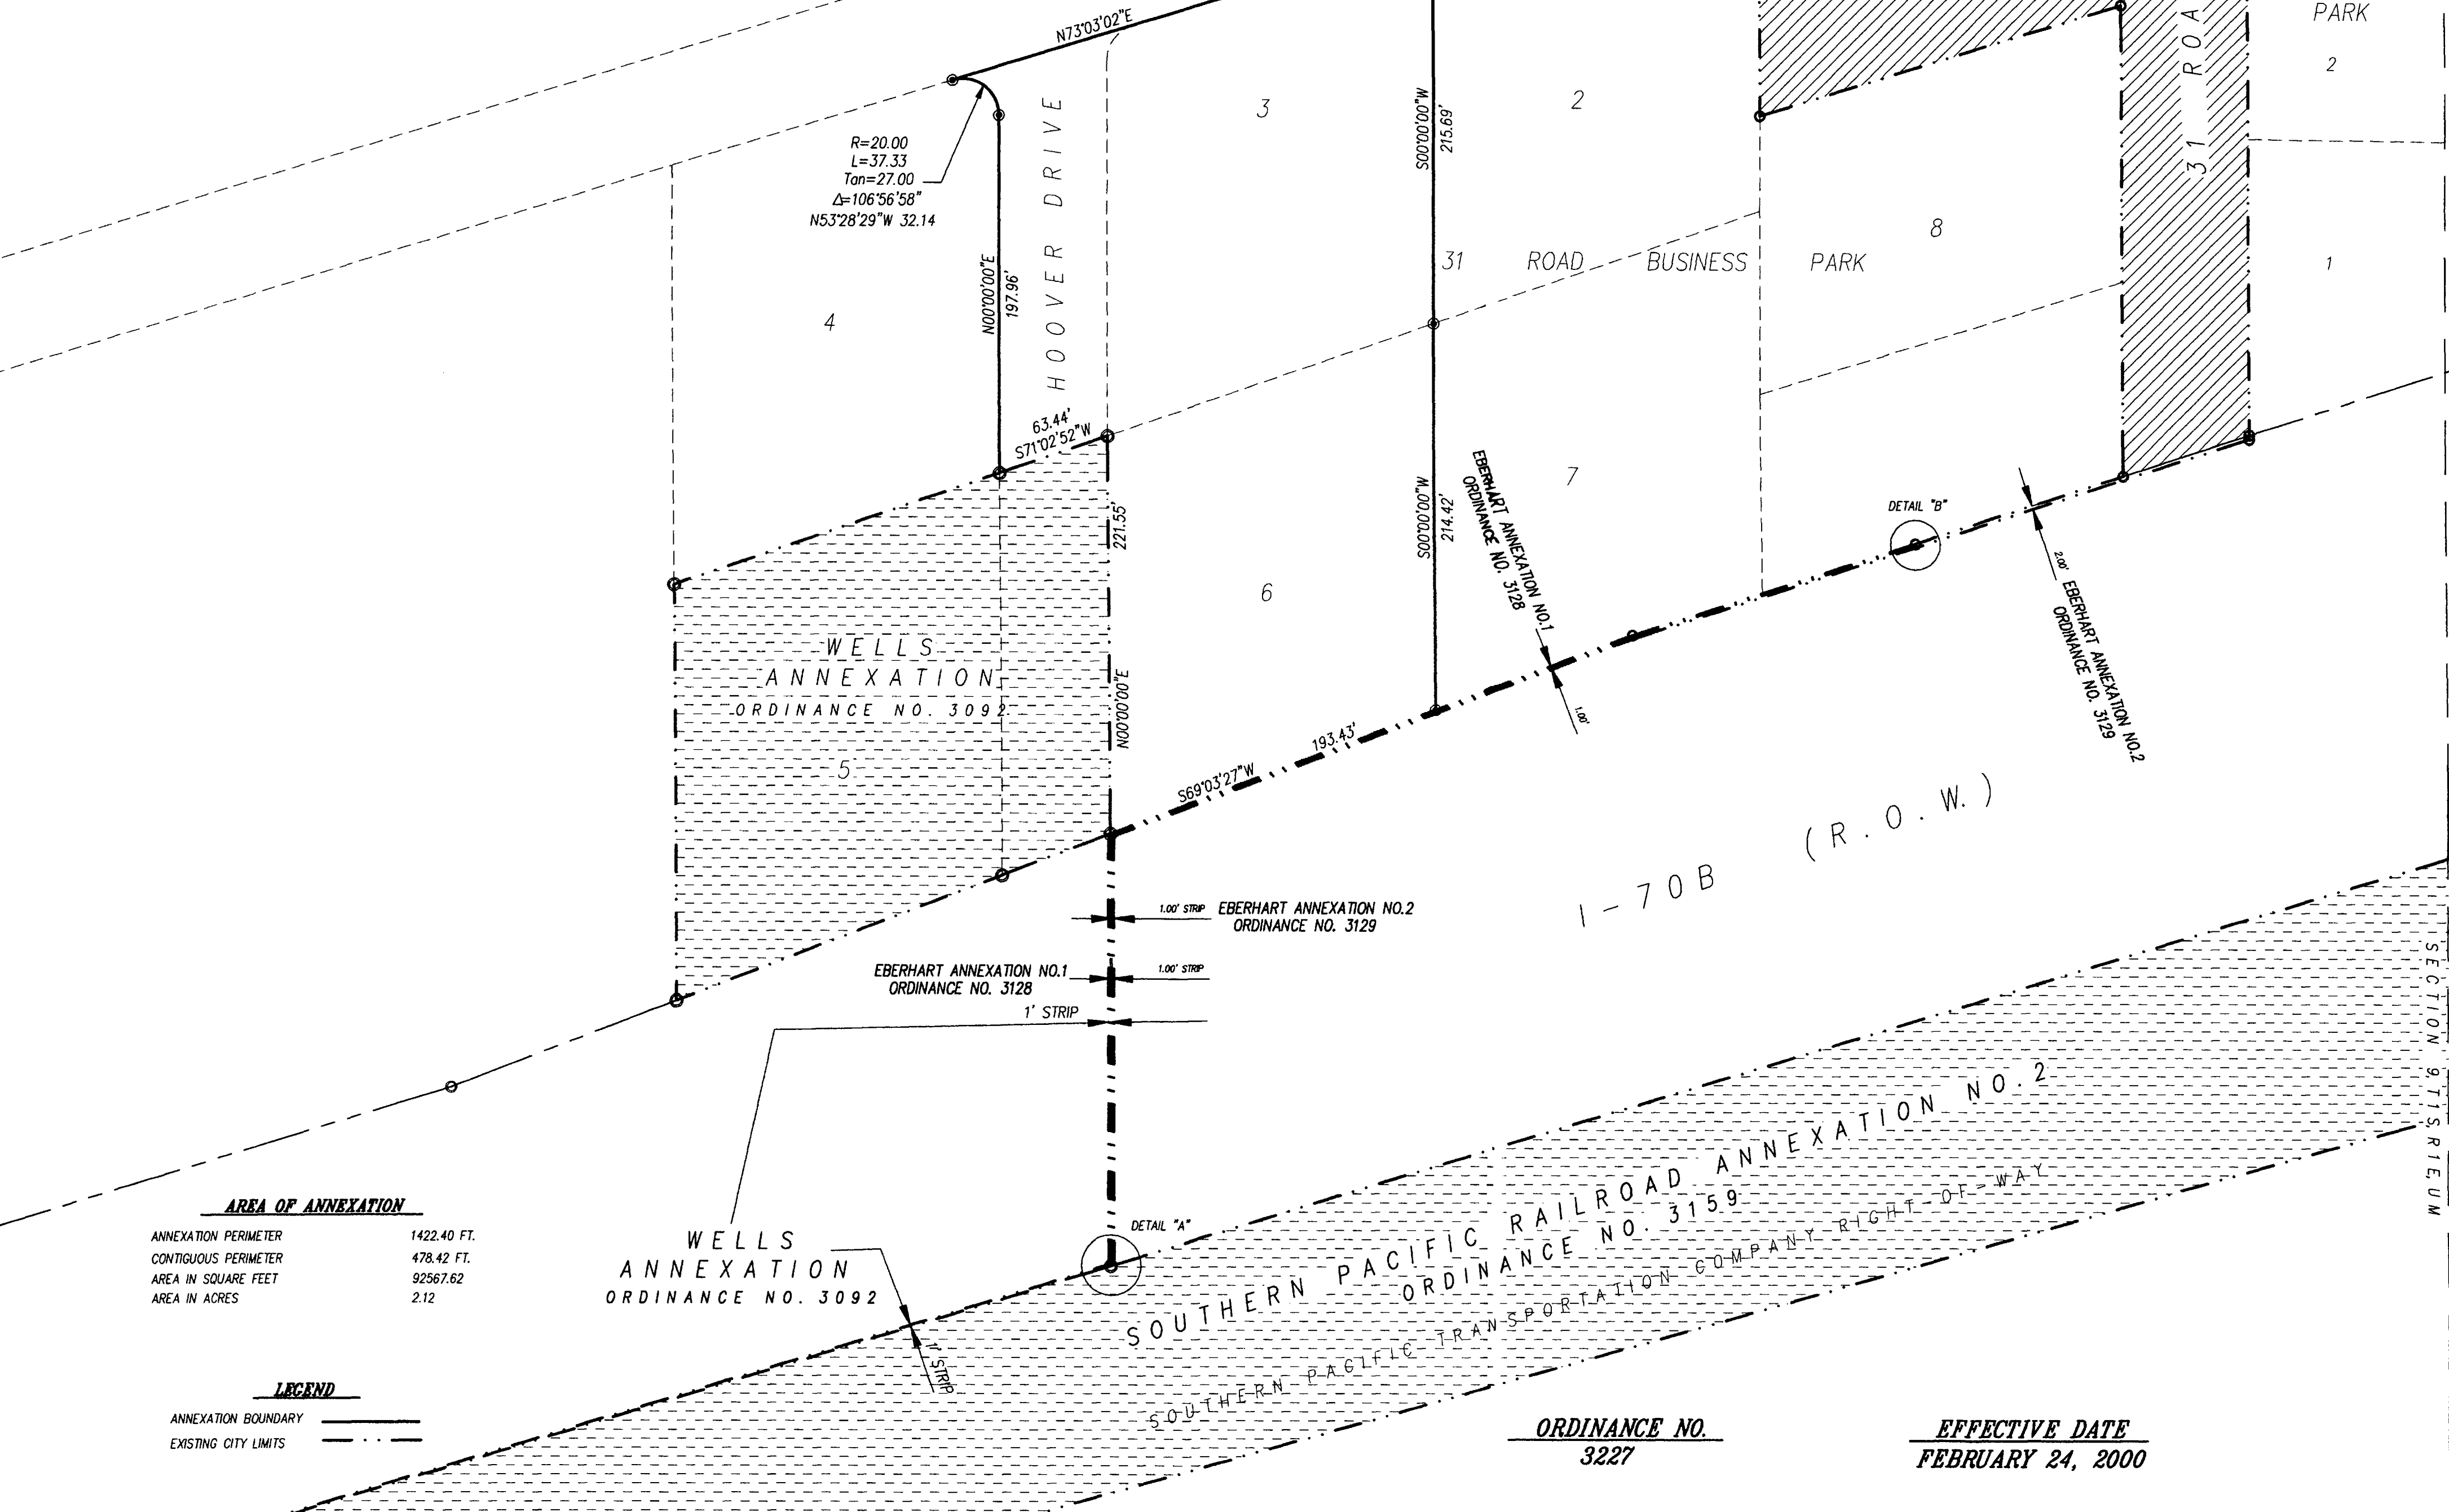 N73°03'02"E
PARK
2
31 ROA
R=20.00
L=37.33
Tan=27.00
Δ=106°56'58"
N53°28'29"W 32.14
HOOVER DRIVE
3
S00°00'00"W
215.69'
2
8
31 ROAD BUSINESS PARK
1
4
N00°00'00"E
197.96'
63.44'
S71°02'52"W
221.55'
N00°00'00"E
S00°00'00"W
214.42'
7
EBERHART ANNEXATION NO.1
ORDINANCE NO. 3128
1.00'
DETAIL "B"
2.00' EBERHART ANNEXATION NO.2
ORDINANCE NO. 3129
6
WELLS
ANNEXATION
ORDINANCE NO. 3092
5
193.43'
S69°03'27"W
I-70B (R.O.W.)
1.00' STRIP EBERHART ANNEXATION NO.2
ORDINANCE NO. 3129
EBERHART ANNEXATION NO.1 1.00' STRIP
ORDINANCE NO. 3128
1' STRIP
SECTION 9,T1S,R1E,UM
AREA OF ANNEXATION
ANNEXATION PERIMETER 1422.40 FT.
CONTIGUOUS PERIMETER 478.42 FT.
AREA IN SQUARE FEET 92567.62
AREA IN ACRES 2.12
WELLS
ANNEXATION
ORDINANCE NO. 3092
DETAIL "A"
1' STRIP
SOUTHERN PACIFIC RAILROAD ANNEXATION NO.2
ORDINANCE NO. 3159
SOUTHERN PACIFIC TRANSPORTATION COMPANY RIGHT-OF-WAY
LEGEND
ANNEXATION BOUNDARY
EXISTING CITY LIMITS
ORDINANCE NO.
3227
EFFECTIVE DATE
FEBRUARY 24, 2000